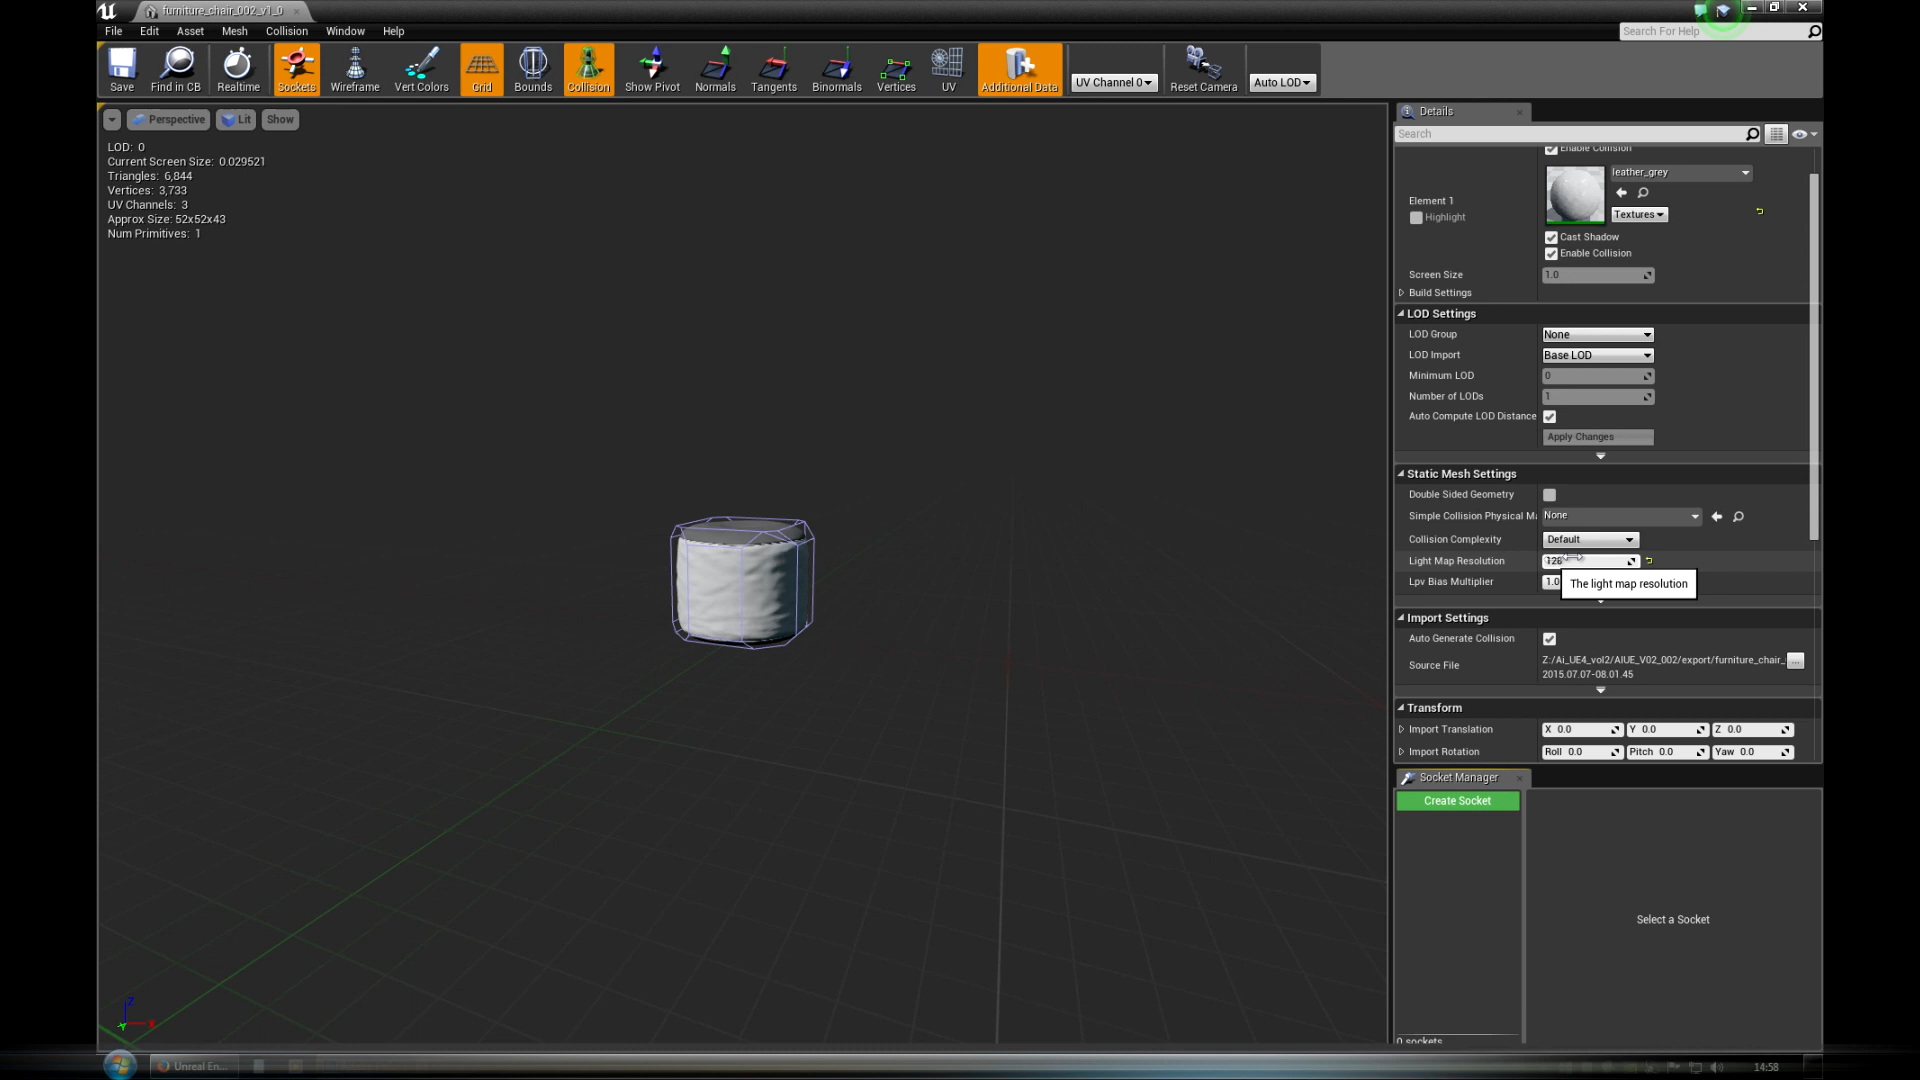 furniture_chair_002_v1_0
File Edit Asset Mesh Collision Window Help
Search For Help
Save Find in CB Realtime Sockets Wireframe Vert Colors Grid Bounds Collision Show Pivot Normals Tangents Binormals Vertices UV Additional Data UV Channel 0 Reset Camera Auto LOD
Perspective Lit Show
LOD: 0
Current Screen Size: 0.029521
Triangles: 6,844
Vertices: 3,733
UV Channels: 3
Approx Size: 52x52x43
Num Primitives: 1
Z
X
Y
Details
Search
Enable Collision
leather_grey
Element 1
Highlight
Textures
Cast Shadow
Enable Collision
Screen Size 1.0
Build Settings
LOD Settings
LOD Group None
LOD Import Base LOD
Minimum LOD 0
Number of LODs 1
Auto Compute LOD Distance
Apply Changes
Static Mesh Settings
Double Sided Geometry
Simple Collision Physical Ma None
Collision Complexity Default
Light Map Resolution 128
Lpv Bias Multiplier 1.0
The light map resolution
Import Settings
Auto Generate Collision
Source File
Z:/Ai_UE4_vol2/AIUE_V02_002/export/furniture_chair_ ...
2015.07.07-08.01.45
Transform
Import Translation X 0.0 Y 0.0 Z 0.0
Import Rotation Roll 0.0 Pitch 0.0 Yaw 0.0
Socket Manager
Create Socket
Select a Socket
0 sockets
Unreal En...
14:58